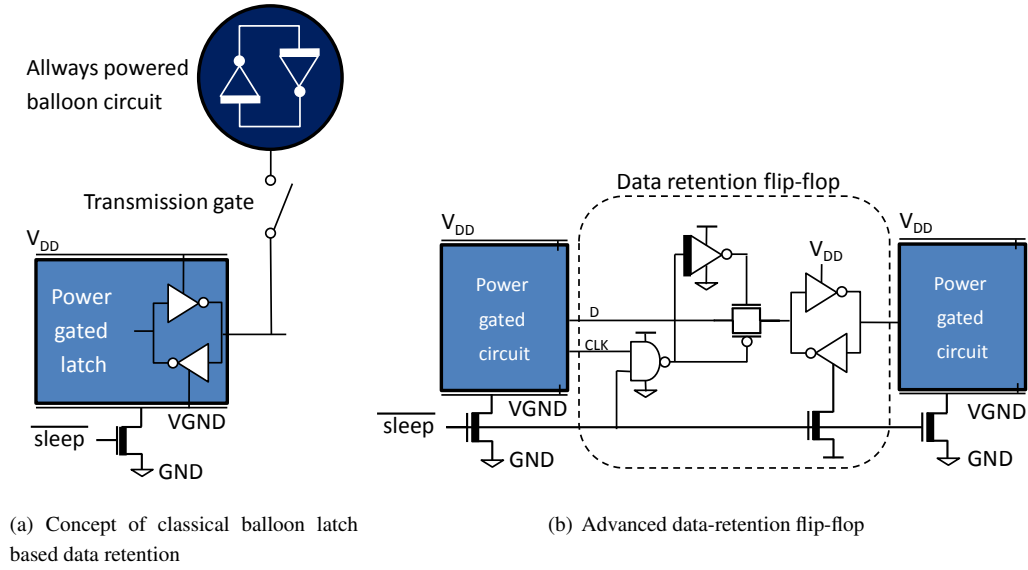 Allways powered
balloon circuit
Transmission gate
VDD
Power
gated
latch
VGND
sleep
GND
(a) Concept of classical balloon latch
based data retention
Data retention flip-flop
VDD
Power
gated
circuit
D
CLK
VDD
VDD
Power
gated
circuit
VGND
sleep
GND
VGND
GND
(b) Advanced data-retention flip-flop